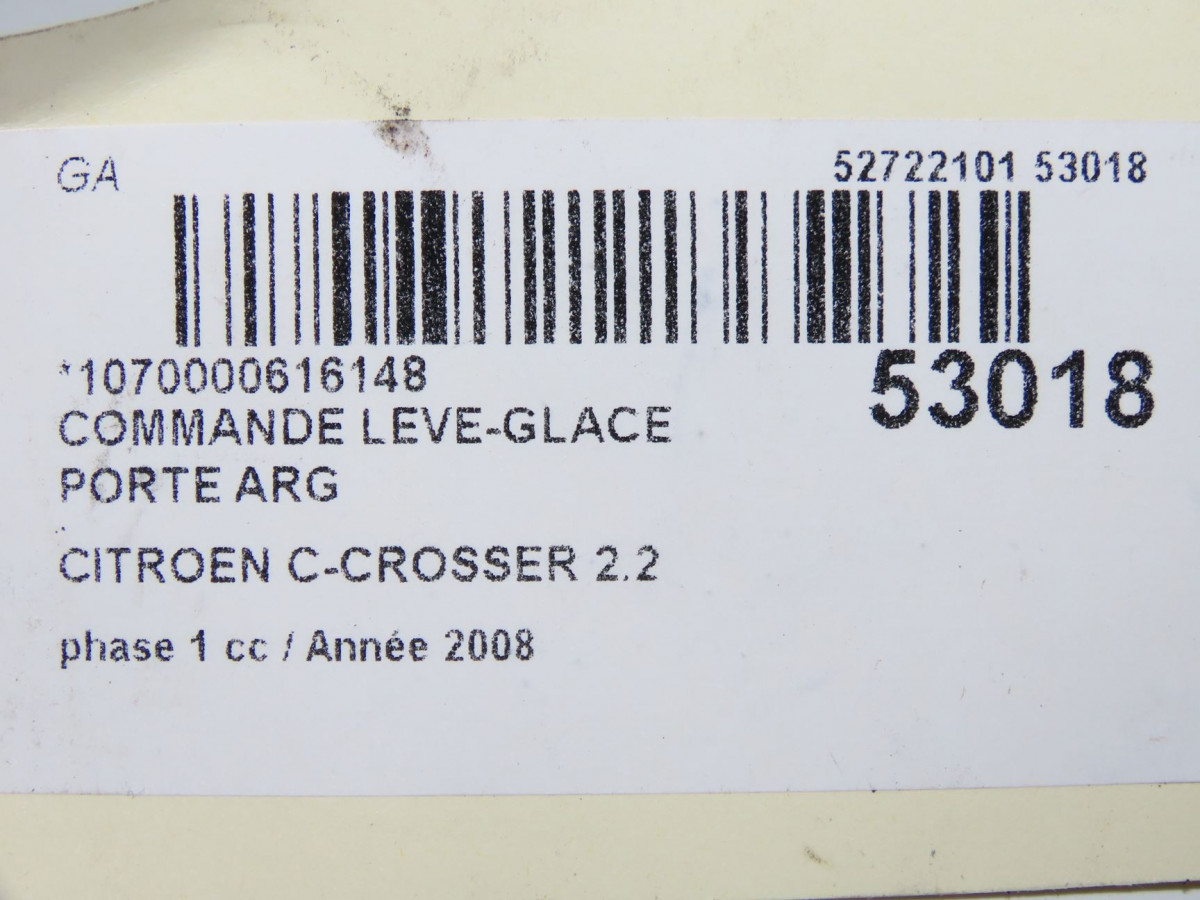 GA
52722101 53018
*1070000616148
53018
COMMANDE LEVE-GLACE
PORTE ARG
CITROEN C-CROSSER 2.2
phase 1 cc / Année 2008